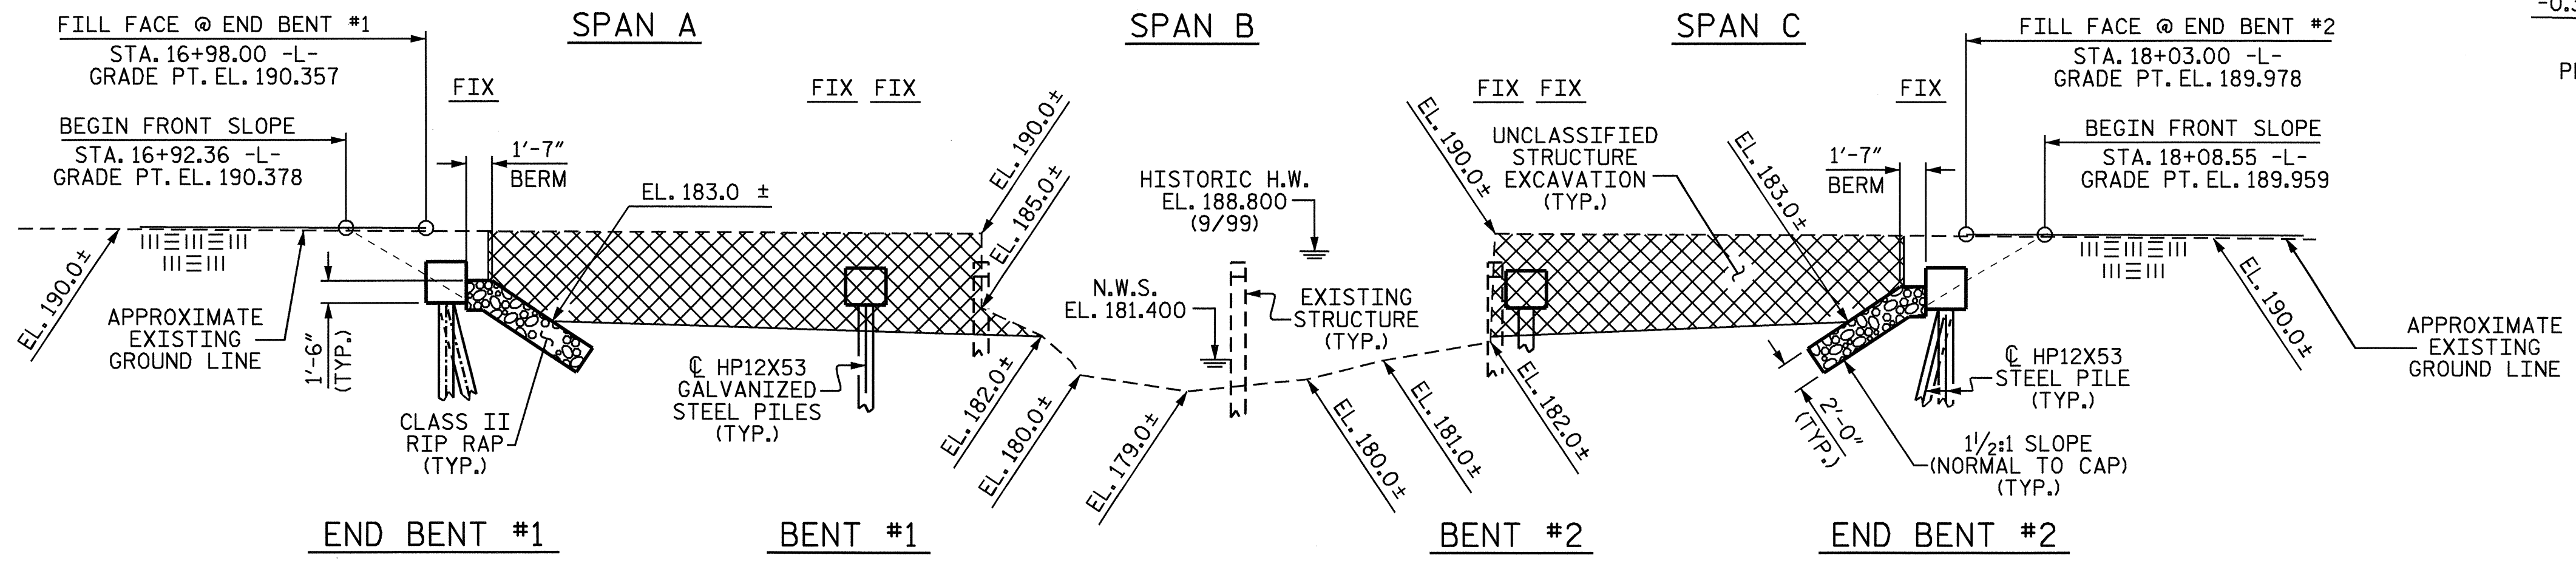 FILL FACE @ END BENT #1
STA. 16+98.00 -L-
GRADE PT. EL. 190.357
BEGIN FRONT SLOPE
STA. 16+92.36 -L-
GRADE PT. EL. 190.378
SPAN A
FIX
FIX FIX
1'-7"
BERM
EL. 183.0 ±
EL. 190.0±
EL. 185.0±
EL. 190.0±
APPROXIMATE
EXISTING
GROUND LINE
1'-6"
(TYP.)
CLASS II
RIP RAP
(TYP.)
℄ HP12X53
GALVANIZED
STEEL PILES
(TYP.)
EL. 182.0±
EL. 180.0±
EL. 179.0±
SPAN B
HISTORIC H.W.
EL. 188.800
(9/99)
N.W.S.
EL. 181.400
EXISTING
STRUCTURE
(TYP.)
EL. 180.0±
EL. 181.0±
EL. 182.0±
SPAN C
FIX FIX
FIX
EL. 190.0±
UNCLASSIFIED
STRUCTURE
EXCAVATION
(TYP.)
EL. 183.0±
1'-7"
BERM
FILL FACE @ END BENT #2
STA. 18+03.00 -L-
GRADE PT. EL. 189.978
BEGIN FRONT SLOPE
STA. 18+08.55 -L-
GRADE PT. EL. 189.959
EL. 190.0±
APPROXIMATE
EXISTING
GROUND LINE
℄ HP12X53
STEEL PILE
(TYP.)
2'-0"
(TYP.)
1½:1 SLOPE
(NORMAL TO CAP)
(TYP.)
END BENT #1
BENT #1
BENT #2
END BENT #2